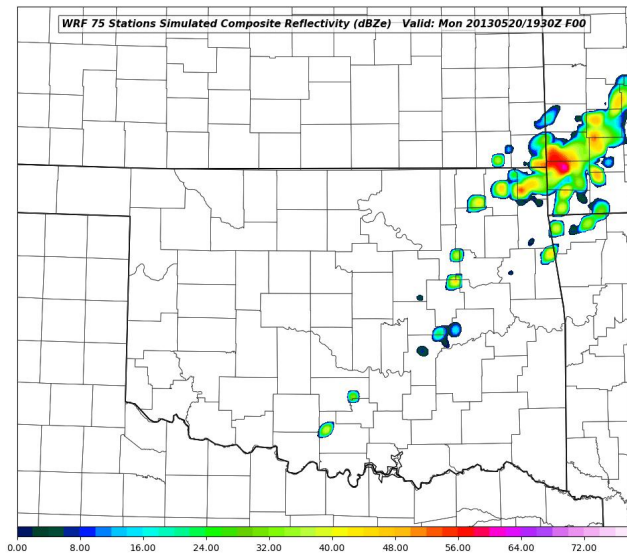 WRF 75 Stations Simulated Composite Reflectivity (dBZe)   Valid: Mon 20130520/1930Z F00
0.00 8.00 16.00 24.00 32.00 40.00 48.00 56.00 64.00 72.00